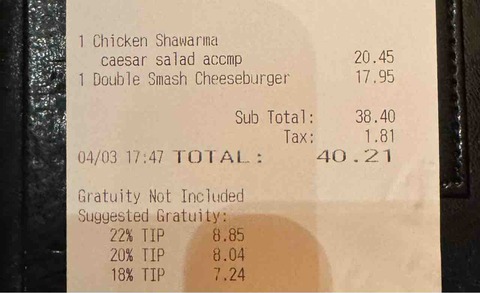 1 Chicken Shawarma
caesar salad accmp 20.45
1 Double Smash Cheeseburger 17.95
Sub Total: 38.40
Tax: 1.81
04/03 17:47 TOTAL: 40.21
Gratuity Not Included
Suggested Gratuity:
22% TIP 8.85
20% TIP 8.04
18% TIP 7.24